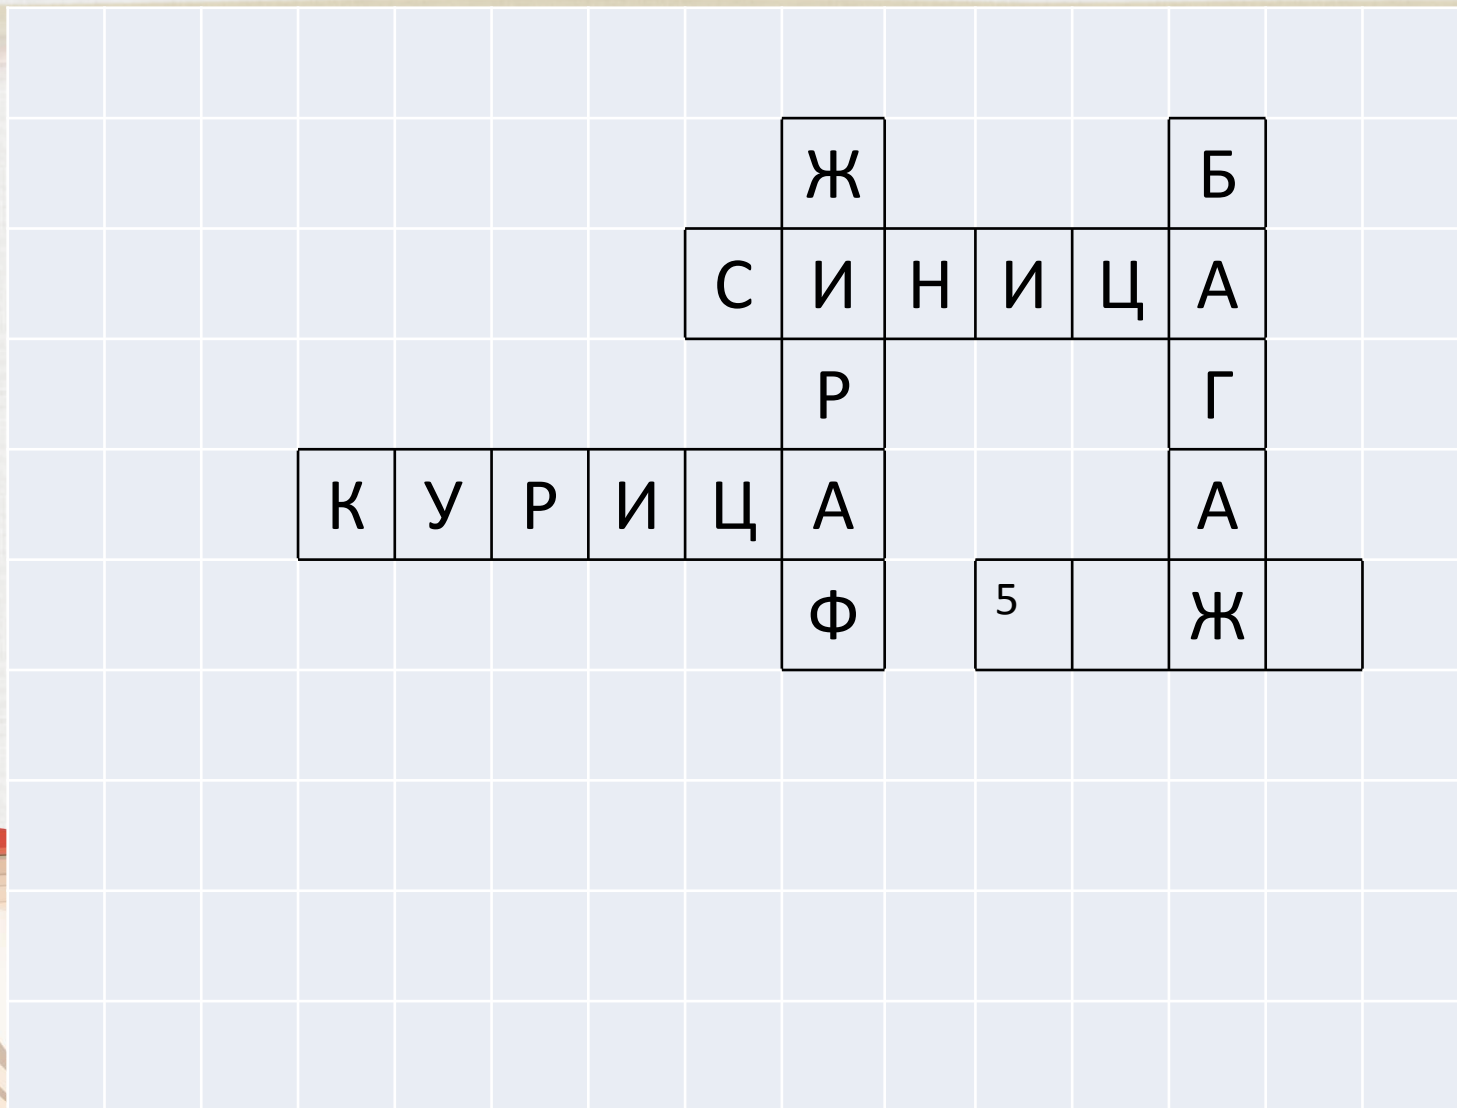 Ж Б
С И Н И Ц А
Р Г
К У Р И Ц А А
Ф 5 Ж